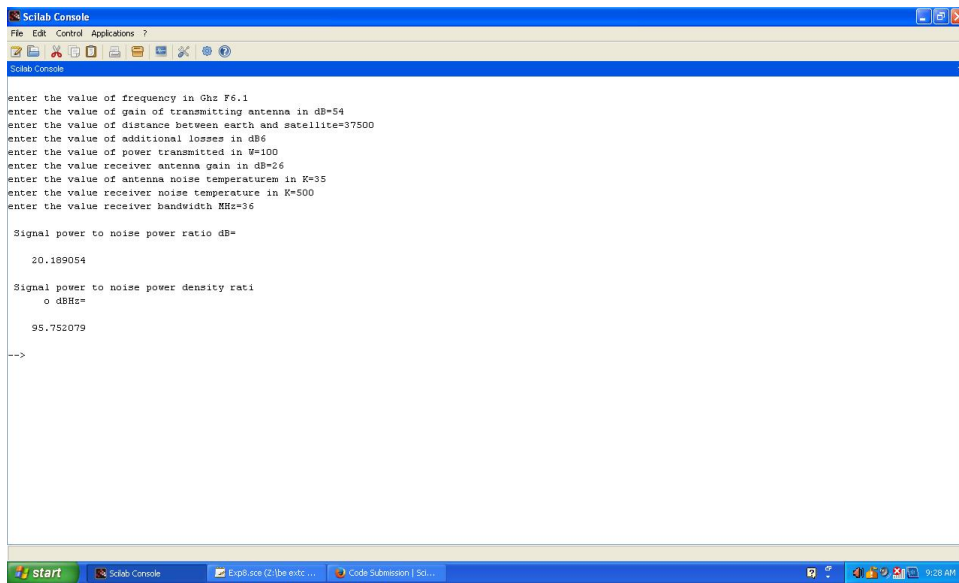 Scilab Console
File Edit Control Applications ?
Scilab Console
enter the value of frequency in Ghz F6.1
enter the value of gain of transmitting antenna in dB=54
enter the value of distance between earth and satellite=37500
enter the value of additional losses in dB6
enter the value of power transmitted in W=100
enter the value receiver antenna gain in dB=26
enter the value of antenna noise temperaturem in K=35
enter the value receiver noise temperature in K=500
enter the value receiver bandwidth MHz=36
Signal power to noise power ratio dB=
20.189054
Signal power to noise power density rati
o dBHz=
95.752079
-->
start Scilab Console Exp8.sce (Z:\be extc ... Code Submission | Sci... 9:28 AM